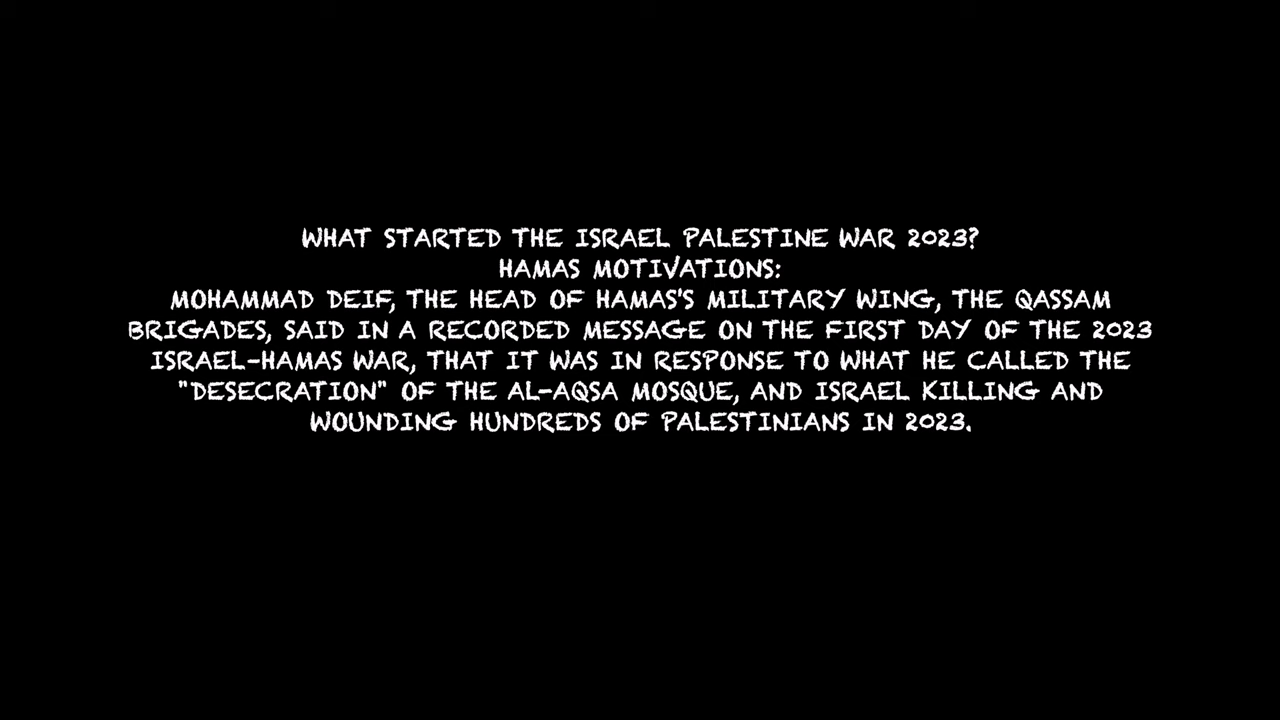 WHAT STARTED THE ISRAEL PALESTINE WAR 2023?
HAMAS MOTIVATIONS:
MOHAMMAD DEIF, THE HEAD OF HAMAS'S MILITARY WING, THE QASSAM
BRIGADES, SAID IN A RECORDED MESSAGE ON THE FIRST DAY OF THE 2023
ISRAEL-HAMAS WAR, THAT IT WAS IN RESPONSE TO WHAT HE CALLED THE
"DESECRATION" OF THE AL-AQSA MOSQUE, AND ISRAEL KILLING AND
WOUNDING HUNDREDS OF PALESTINIANS IN 2023.